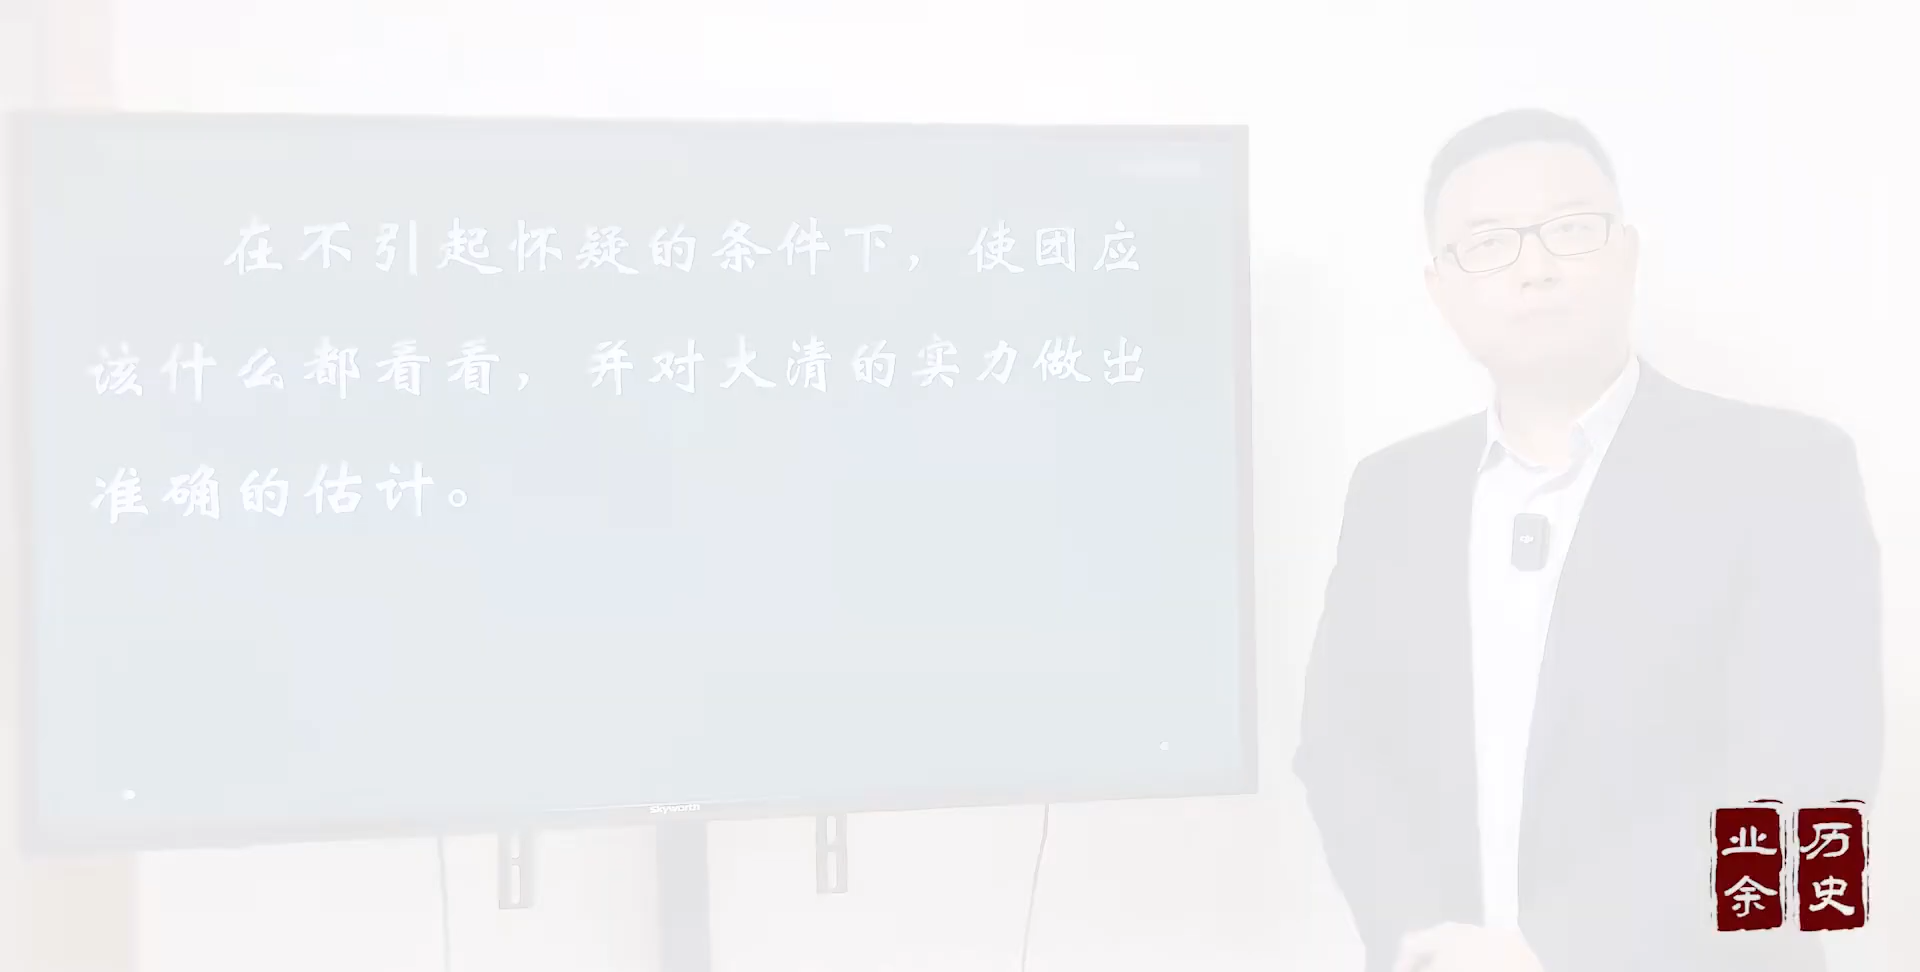 在不引起怀疑的条件下，使团应
该什么都看看，并对大清的实力做出
准确的估计。
skyworth
历史
业余